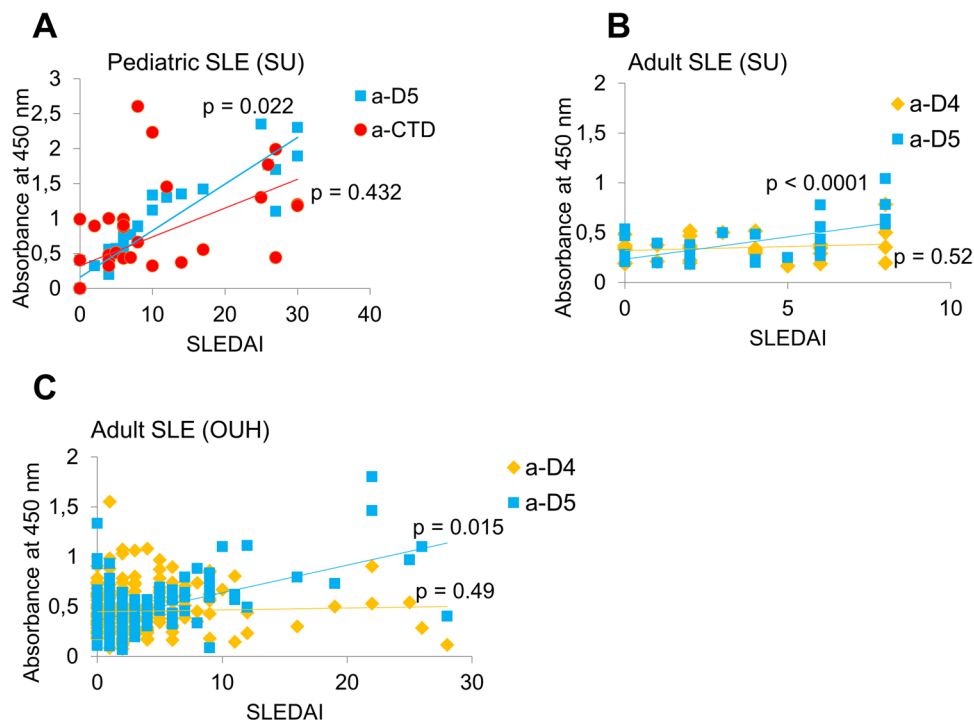 A
Pediatric SLE (SU)
3
2,5
2
1,5
1
0,5
0
0
10
20
30
40
Absorbance at 450 nm
SLEDAI
p = 0.022
p = 0.432
a-D5
a-CTD
B
Adult SLE (SU)
2
1,5
1
0,5
0
0
5
10
Absorbance at 450 nm
SLEDAI
p < 0.0001
p = 0.52
a-D4
a-D5
C
Adult SLE (OUH)
2
1,5
1
0,5
0
0
10
20
30
Absorbance at 450 nm
SLEDAI
p = 0.015
p = 0.49
a-D4
a-D5